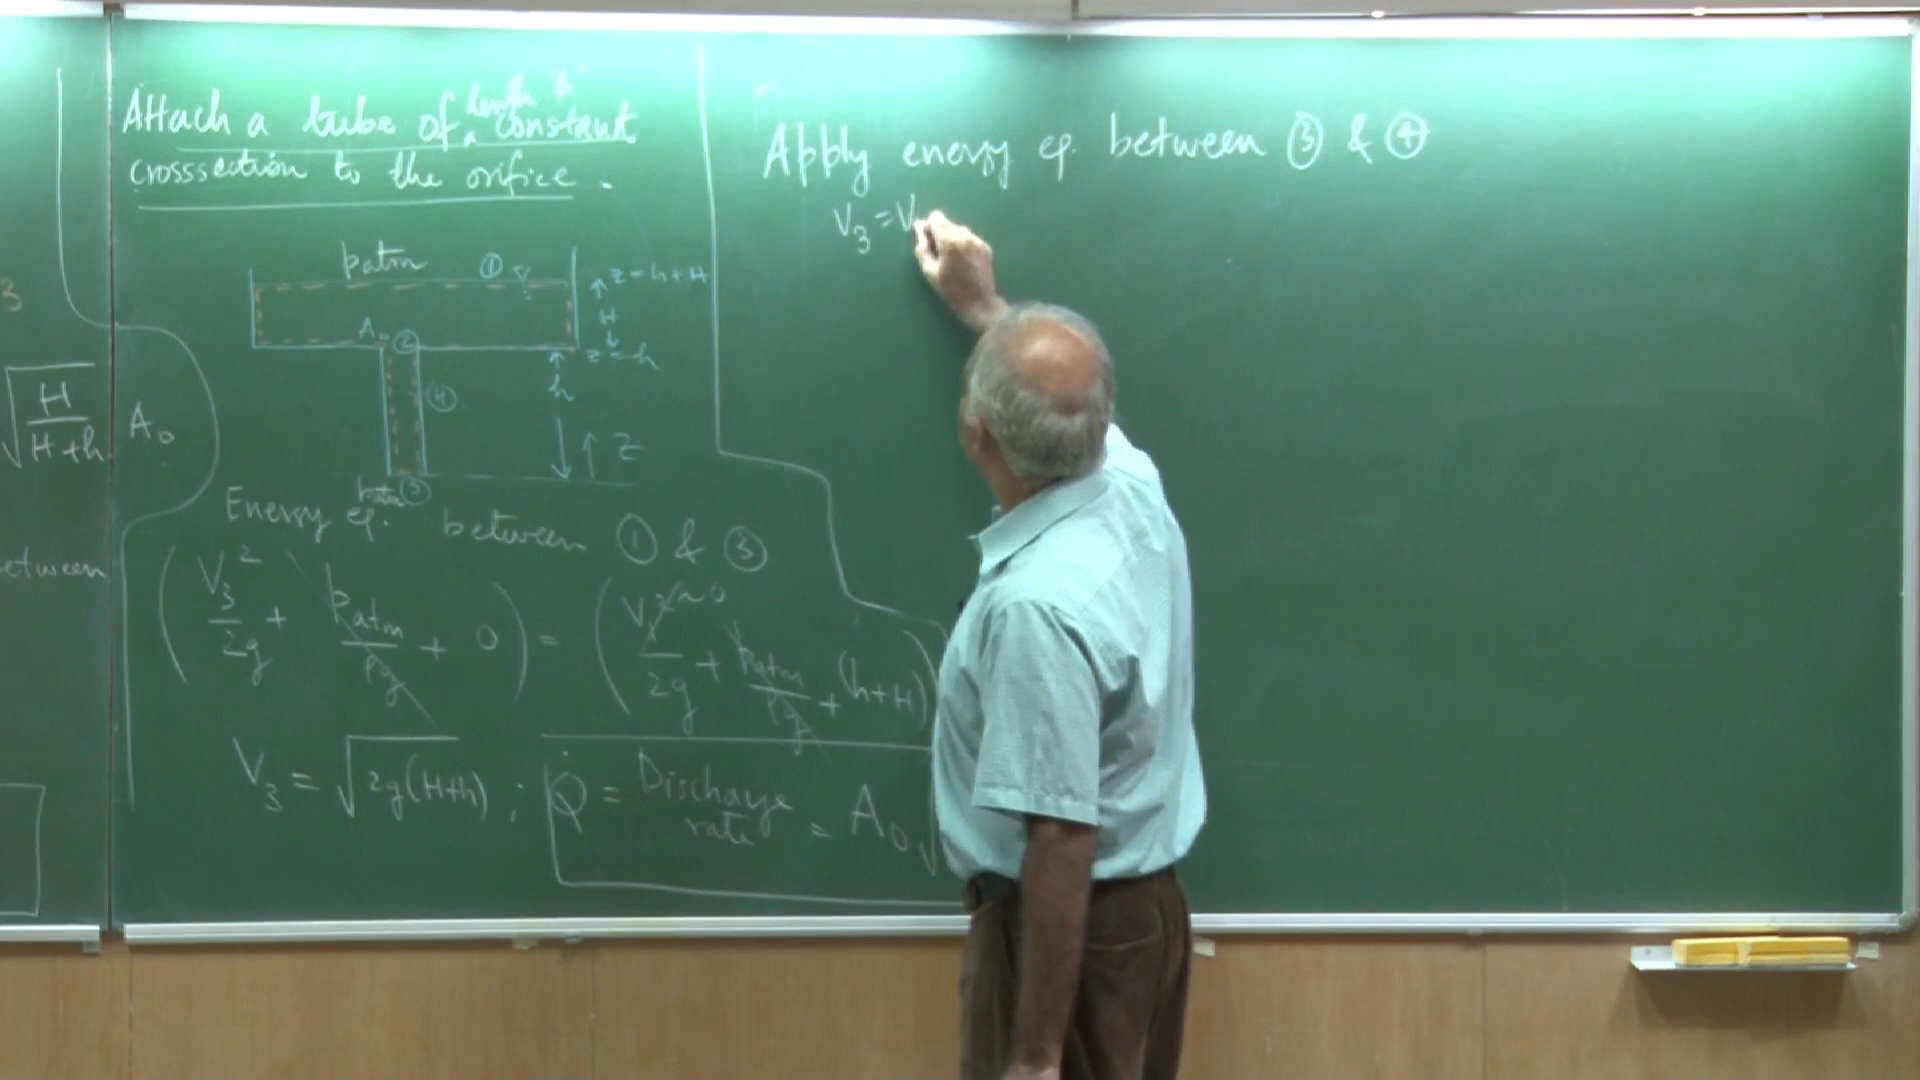 3
√(H/(H+h)) A₀
etween
Attach a tube of length h
a constant
crosssection to the orifice.
patm ① z=h+H
H
A₀ ② z=h
h
④
↑ z
patm ③
Energy eq. between ① & ③
(V₃²/2g + patm/ρg + 0) = (V₁²/2g ~0 + patm/ρg + (h+H))
V₃ = √2g(H+h) ; Q̇ = Discharge rate = A₀ √
Apply energy eq. between ③ & ④
V₃ = V